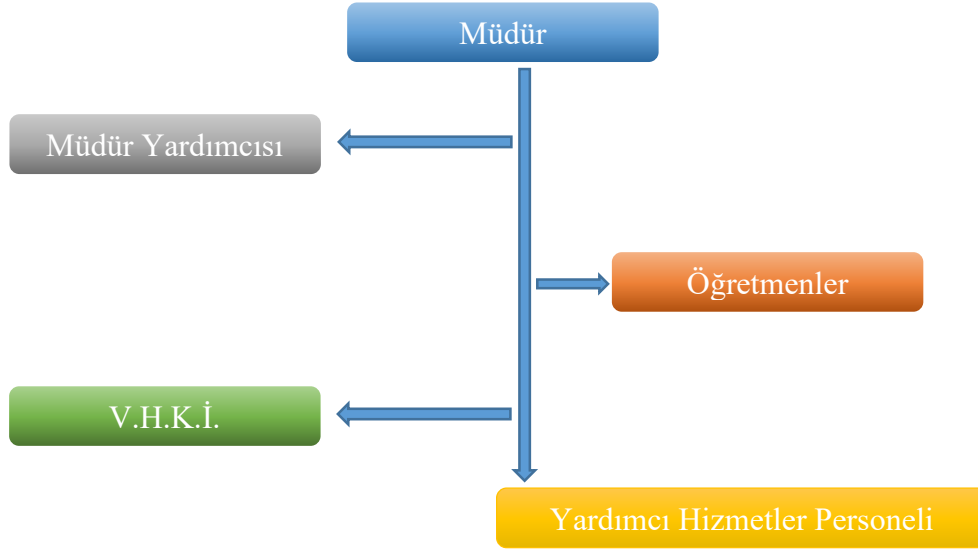 Müdür
Müdür Yardımcısı
Öğretmenler
V.H.K.İ.
Yardımcı Hizmetler Personeli